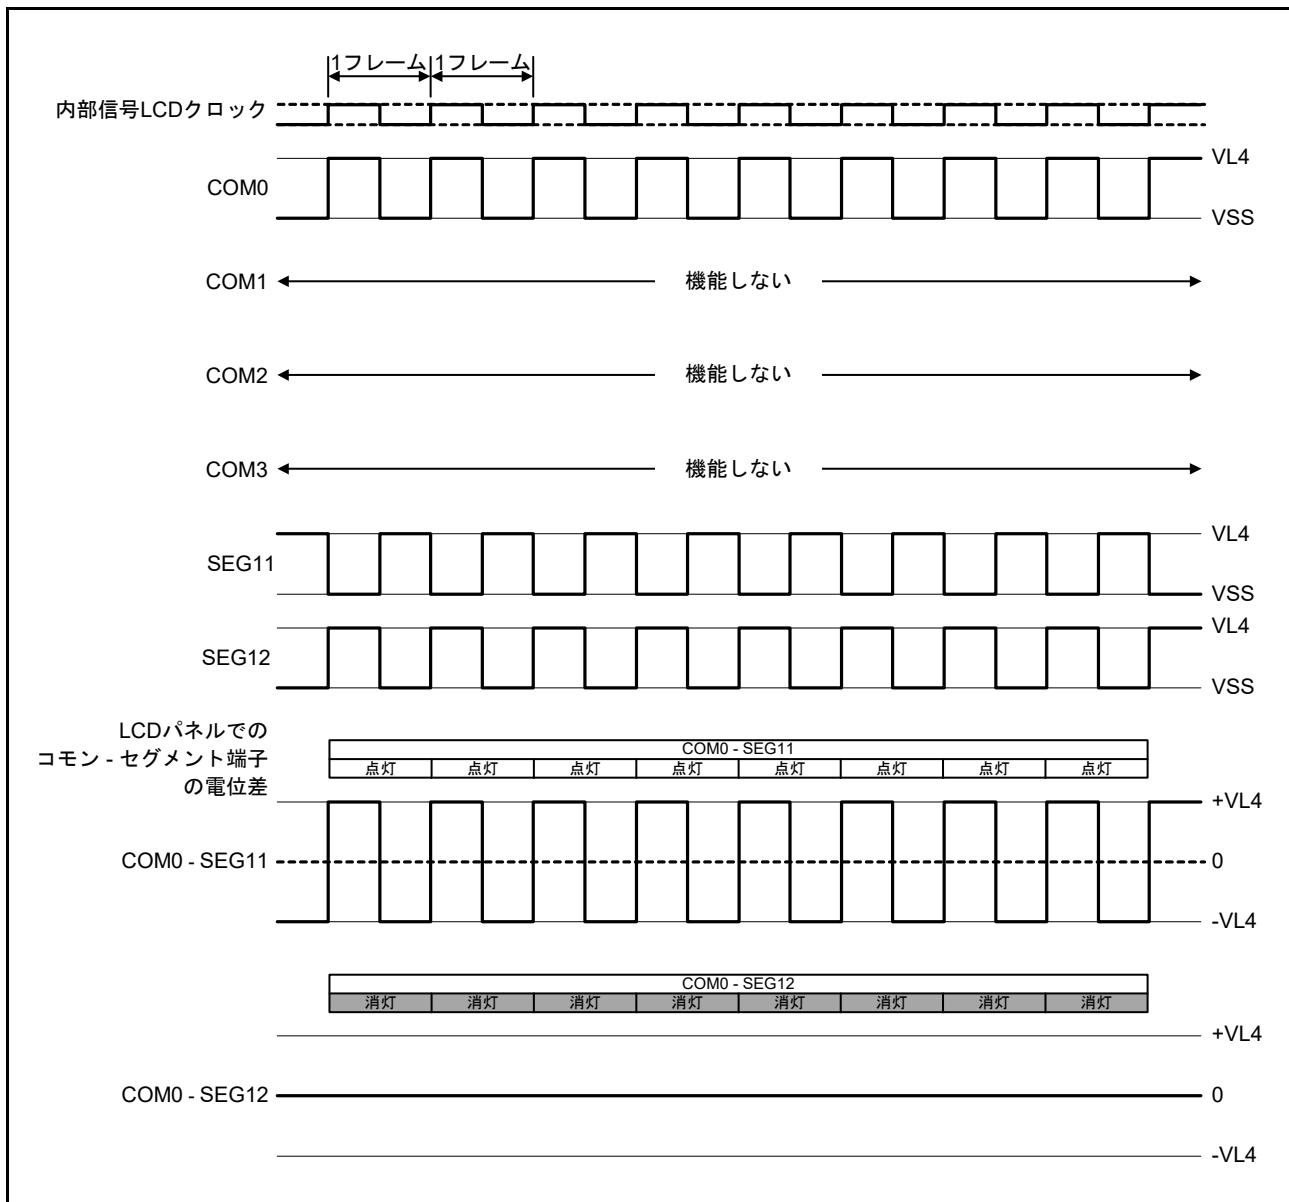 1フレーム 1フレーム
内部信号LCDクロック
COM0
VL4
VSS
COM1 機能しない
COM2 機能しない
COM3 機能しない
SEG11
VL4
VSS
SEG12
VL4
VSS
LCDパネルでの
コモン - セグメント端子
の電位差
COM0 - SEG11
点灯 点灯 点灯 点灯 点灯 点灯 点灯 点灯
+VL4
COM0 - SEG11
0
-VL4
COM0 - SEG12
消灯 消灯 消灯 消灯 消灯 消灯 消灯 消灯
+VL4
COM0 - SEG12
0
-VL4